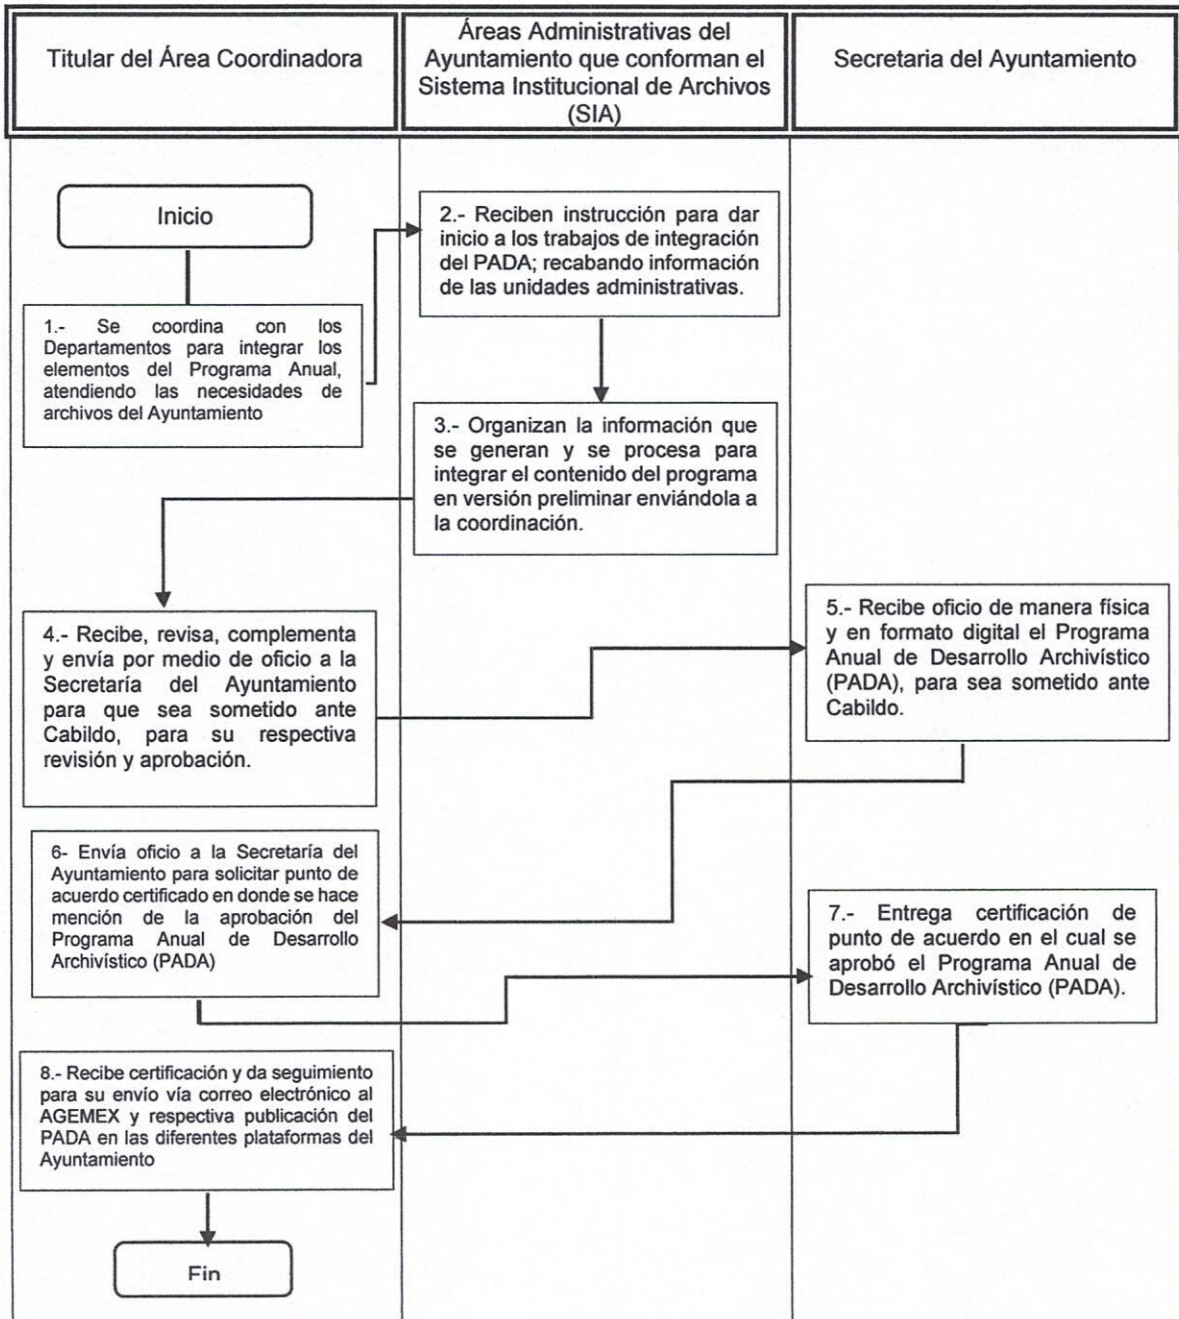 Titular del Área Coordinadora
Áreas Administrativas del
Ayuntamiento que conforman el
Sistema Institucional de Archivos
(SIA)
Secretaria del Ayuntamiento
Inicio
1.- Se coordina con los
Departamentos para integrar los
elementos del Programa Anual,
atendiendo las necesidades de
archivos del Ayuntamiento
2.- Reciben instrucción para dar
inicio a los trabajos de integración
del PADA; recabando información
de las unidades administrativas.
3.- Organizan la información que
se generan y se procesa para
integrar el contenido del programa
en versión preliminar enviándola a
la coordinación.
4.- Recibe, revisa, complementa
y envía por medio de oficio a la
Secretaría del Ayuntamiento
para que sea sometido ante
Cabildo, para su respectiva
revisión y aprobación.
5.- Recibe oficio de manera física
y en formato digital el Programa
Anual de Desarrollo Archivístico
(PADA), para sea sometido ante
Cabildo.
6- Envía oficio a la Secretaría del
Ayuntamiento para solicitar punto de
acuerdo certificado en donde se hace
mención de la aprobación del
Programa Anual de Desarrollo
Archivístico (PADA)
7.- Entrega certificación de
punto de acuerdo en el cual se
aprobó el Programa Anual de
Desarrollo Archivístico (PADA).
8.- Recibe certificación y da seguimiento
para su envío vía correo electrónico al
AGEMEX y respectiva publicación del
PADA en las diferentes plataformas del
Ayuntamiento
Fin